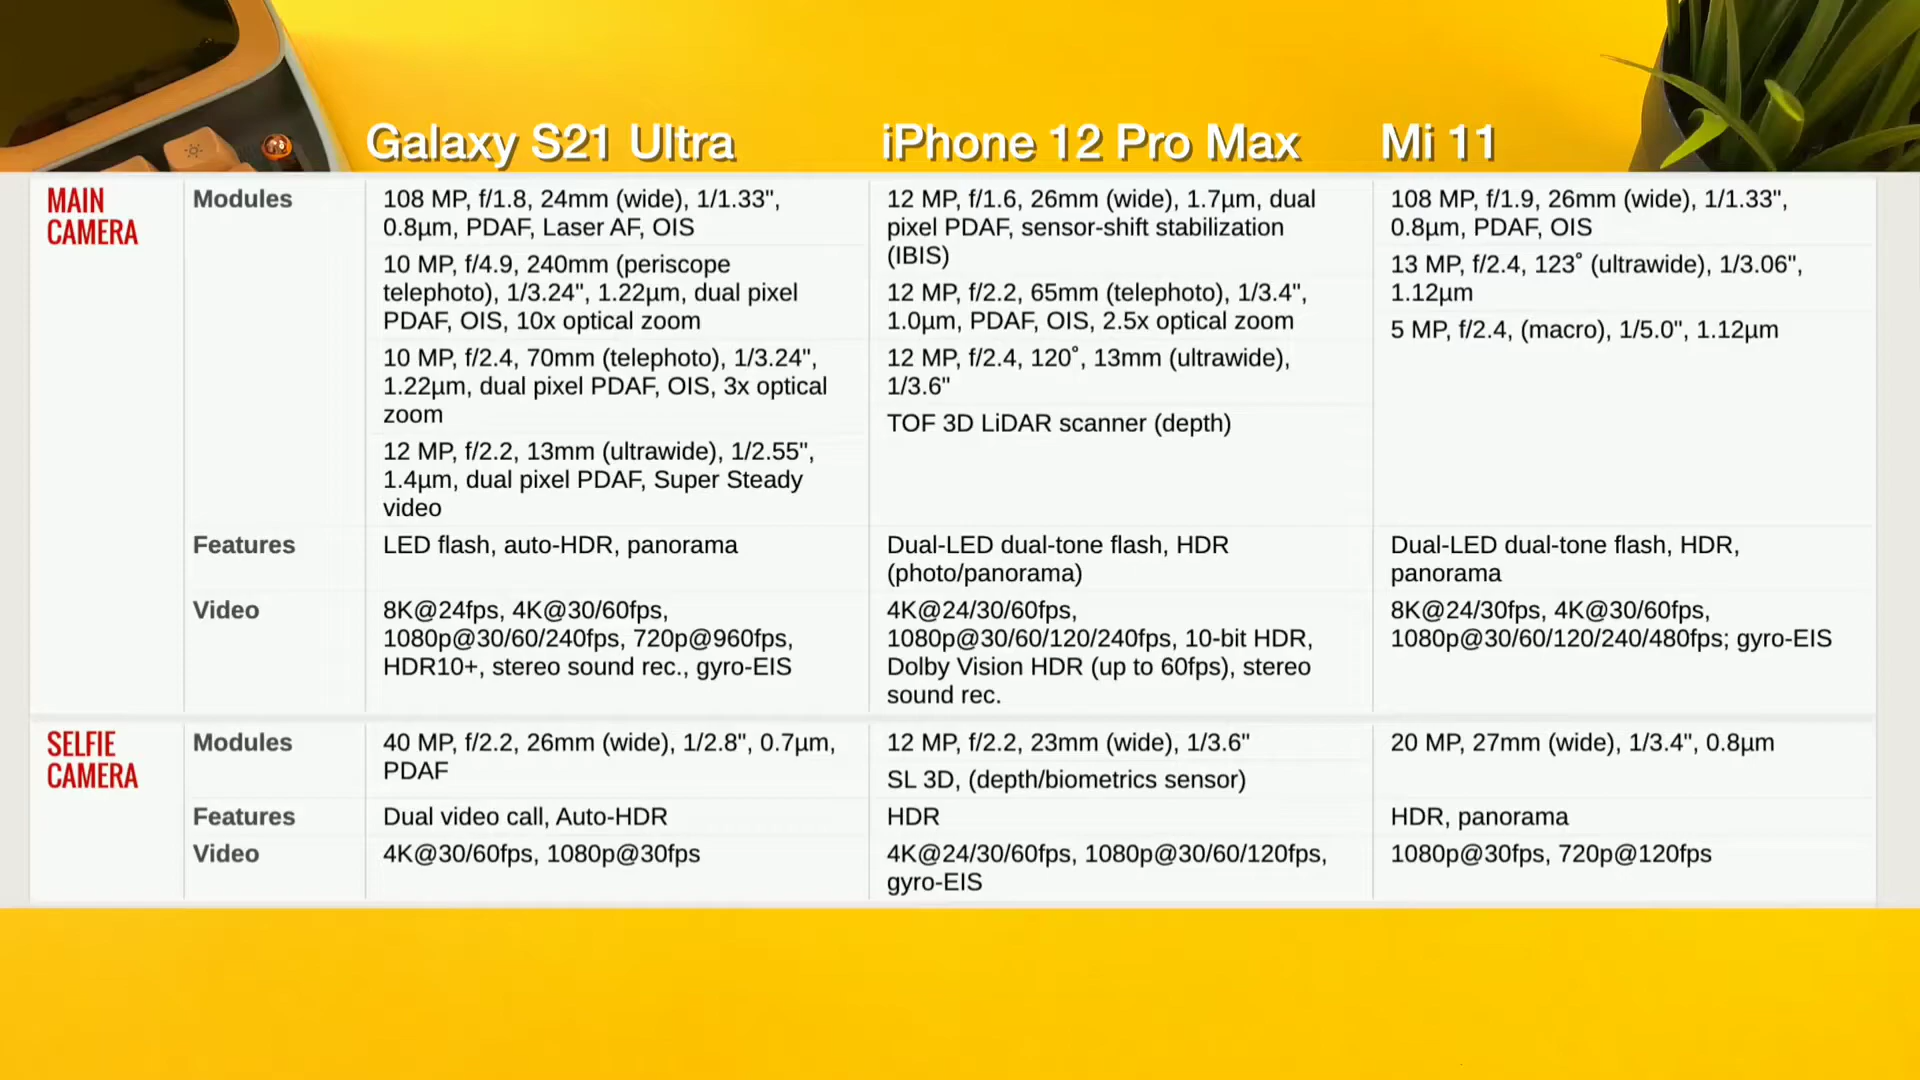 Galaxy S21 Ultra
iPhone 12 Pro Max
Mi 11
MAIN
CAMERA
Modules
108 MP, f/1.8, 24mm (wide), 1/1.33",
0.8µm, PDAF, Laser AF, OIS
10 MP, f/4.9, 240mm (periscope
telephoto), 1/3.24", 1.22µm, dual pixel
PDAF, OIS, 10x optical zoom
10 MP, f/2.4, 70mm (telephoto), 1/3.24",
1.22µm, dual pixel PDAF, OIS, 3x optical
zoom
12 MP, f/2.2, 13mm (ultrawide), 1/2.55",
1.4µm, dual pixel PDAF, Super Steady
video
12 MP, f/1.6, 26mm (wide), 1.7µm, dual
pixel PDAF, sensor-shift stabilization
(IBIS)
12 MP, f/2.2, 65mm (telephoto), 1/3.4",
1.0µm, PDAF, OIS, 2.5x optical zoom
12 MP, f/2.4, 120˚, 13mm (ultrawide),
1/3.6"
TOF 3D LiDAR scanner (depth)
108 MP, f/1.9, 26mm (wide), 1/1.33",
0.8µm, PDAF, OIS
13 MP, f/2.4, 123˚ (ultrawide), 1/3.06",
1.12µm
5 MP, f/2.4, (macro), 1/5.0", 1.12µm
Features
LED flash, auto-HDR, panorama
Dual-LED dual-tone flash, HDR
(photo/panorama)
Dual-LED dual-tone flash, HDR,
panorama
Video
8K@24fps, 4K@30/60fps,
1080p@30/60/240fps, 720p@960fps,
HDR10+, stereo sound rec., gyro-EIS
4K@24/30/60fps,
1080p@30/60/120/240fps, 10-bit HDR,
Dolby Vision HDR (up to 60fps), stereo
sound rec.
8K@24/30fps, 4K@30/60fps,
1080p@30/60/120/240/480fps; gyro-EIS
SELFIE
CAMERA
Modules
40 MP, f/2.2, 26mm (wide), 1/2.8", 0.7µm,
PDAF
12 MP, f/2.2, 23mm (wide), 1/3.6"
SL 3D, (depth/biometrics sensor)
20 MP, 27mm (wide), 1/3.4", 0.8µm
Features
Dual video call, Auto-HDR
HDR
HDR, panorama
Video
4K@30/60fps, 1080p@30fps
4K@24/30/60fps, 1080p@30/60/120fps,
gyro-EIS
1080p@30fps, 720p@120fps